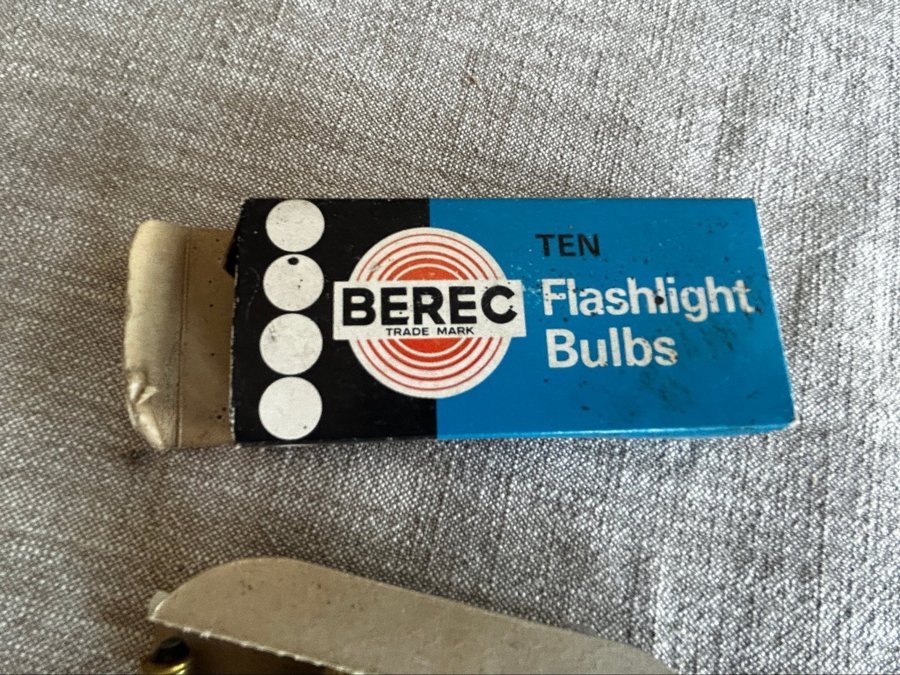 BEREC
TRADE MARK
TEN
Flashlight
Bulbs